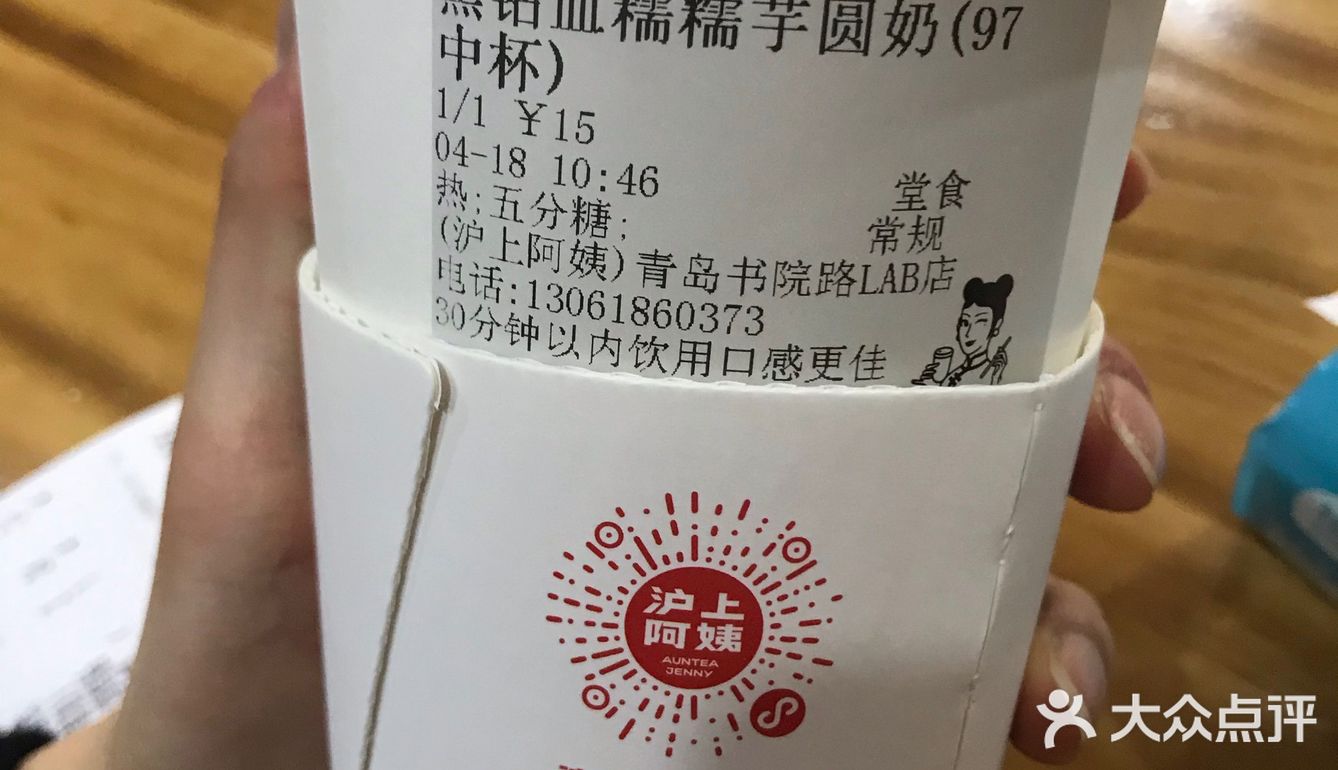 黑钻血糯糯芋圆奶(97
中杯)
1/1 ￥15
04-18 10:46 堂食
热;五分糖; 常规
(沪上阿姨)青岛书院路LAB店
电话:13061860373
30分钟以内饮用口感更佳
沪上
阿姨
AUNTEA
JENNY
大众点评